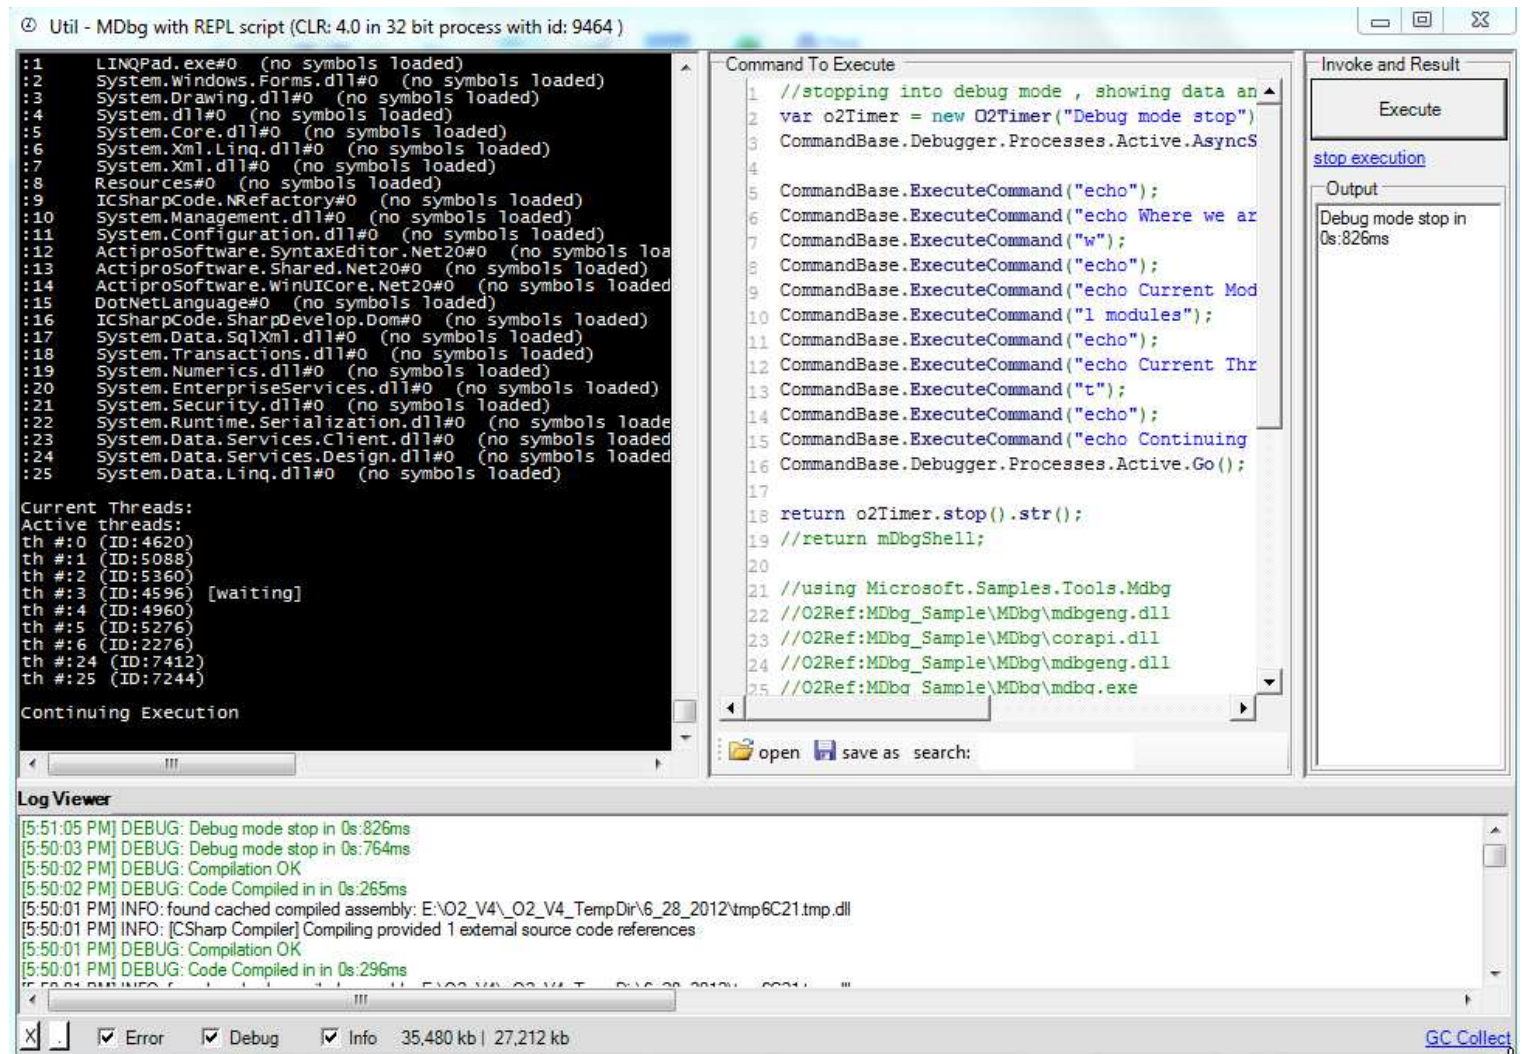 Util - MDbg with REPL script (CLR: 4.0 in 32 bit process with id: 9464 )
:1 LINQPad.exe#0 (no symbols loaded)
:2 System.Windows.Forms.dll#0 (no symbols loaded)
:3 System.Drawing.dll#0 (no symbols loaded)
:4 System.dll#0 (no symbols loaded)
:5 System.Core.dll#0 (no symbols loaded)
:6 System.Xml.Linq.dll#0 (no symbols loaded)
:7 System.Xml.dll#0 (no symbols loaded)
:8 Resources#0 (no symbols loaded)
:9 ICSharpCode.NRefactory#0 (no symbols loaded)
:10 System.Management.dll#0 (no symbols loaded)
:11 System.Configuration.dll#0 (no symbols loaded)
:12 ActiproSoftware.SyntaxEditor.Net20#0 (no symbols loa
:13 ActiproSoftware.Shared.Net20#0 (no symbols loaded)
:14 ActiproSoftware.WinUICore.Net20#0 (no symbols loaded
:15 DotNetLanguage#0 (no symbols loaded)
:16 ICSharpCode.SharpDevelop.Dom#0 (no symbols loaded)
:17 System.Data.SqlXml.dll#0 (no symbols loaded)
:18 System.Transactions.dll#0 (no symbols loaded)
:19 System.Numerics.dll#0 (no symbols loaded)
:20 System.EnterpriseServices.dll#0 (no symbols loaded)
:21 System.Security.dll#0 (no symbols loaded)
:22 System.Runtime.Serialization.dll#0 (no symbols loade
:23 System.Data.Services.Client.dll#0 (no symbols loaded
:24 System.Data.Services.Design.dll#0 (no symbols loaded
:25 System.Data.Linq.dll#0 (no symbols loaded)
Current Threads:
Active threads:
th #:0 (ID:4620)
th #:1 (ID:5088)
th #:2 (ID:5360)
th #:3 (ID:4596) [waiting]
th #:4 (ID:4960)
th #:5 (ID:5276)
th #:6 (ID:2276)
th #:24 (ID:7412)
th #:25 (ID:7244)
Continuing Execution
Command To Execute
1 //stopping into debug mode , showing data an
2 var o2Timer = new O2Timer("Debug mode stop")
3 CommandBase.Debugger.Processes.Active.AsyncS
4
5 CommandBase.ExecuteCommand("echo");
6 CommandBase.ExecuteCommand("echo Where we ar
7 CommandBase.ExecuteCommand("w");
8 CommandBase.ExecuteCommand("echo");
9 CommandBase.ExecuteCommand("echo Current Mod
10 CommandBase.ExecuteCommand("l modules");
11 CommandBase.ExecuteCommand("echo");
12 CommandBase.ExecuteCommand("echo Current Thr
13 CommandBase.ExecuteCommand("t");
14 CommandBase.ExecuteCommand("echo");
15 CommandBase.ExecuteCommand("echo Continuing
16 CommandBase.Debugger.Processes.Active.Go();
17
18 return o2Timer.stop().str();
19 //return mDbgShell;
20
21 //using Microsoft.Samples.Tools.Mdbg
22 //O2Ref:MDbg_Sample\MDbg\mdbgeng.dll
23 //O2Ref:MDbg_Sample\MDbg\corapi.dll
24 //O2Ref:MDbg_Sample\MDbg\mdbgeng.dll
25 //O2Ref:MDbg_Sample\MDbg\mdbg.exe
open save as search:
Invoke and Result
Execute
stop execution
Output
Debug mode stop in
0s:826ms
Log Viewer
[5:51:05 PM] DEBUG: Debug mode stop in 0s:826ms
[5:50:03 PM] DEBUG: Debug mode stop in 0s:764ms
[5:50:02 PM] DEBUG: Compilation OK
[5:50:02 PM] DEBUG: Code Compiled in in 0s:265ms
[5:50:01 PM] INFO: found cached compiled assembly: E:\O2_V4\_O2_V4_TempDir\6_28_2012\tmp6C21.tmp.dll
[5:50:01 PM] INFO: [CSharp Compiler] Compiling provided 1 external source code references
[5:50:01 PM] DEBUG: Compilation OK
[5:50:01 PM] DEBUG: Code Compiled in in 0s:296ms
X . Error Debug Info 35,480 kb | 27,212 kb GC Collect